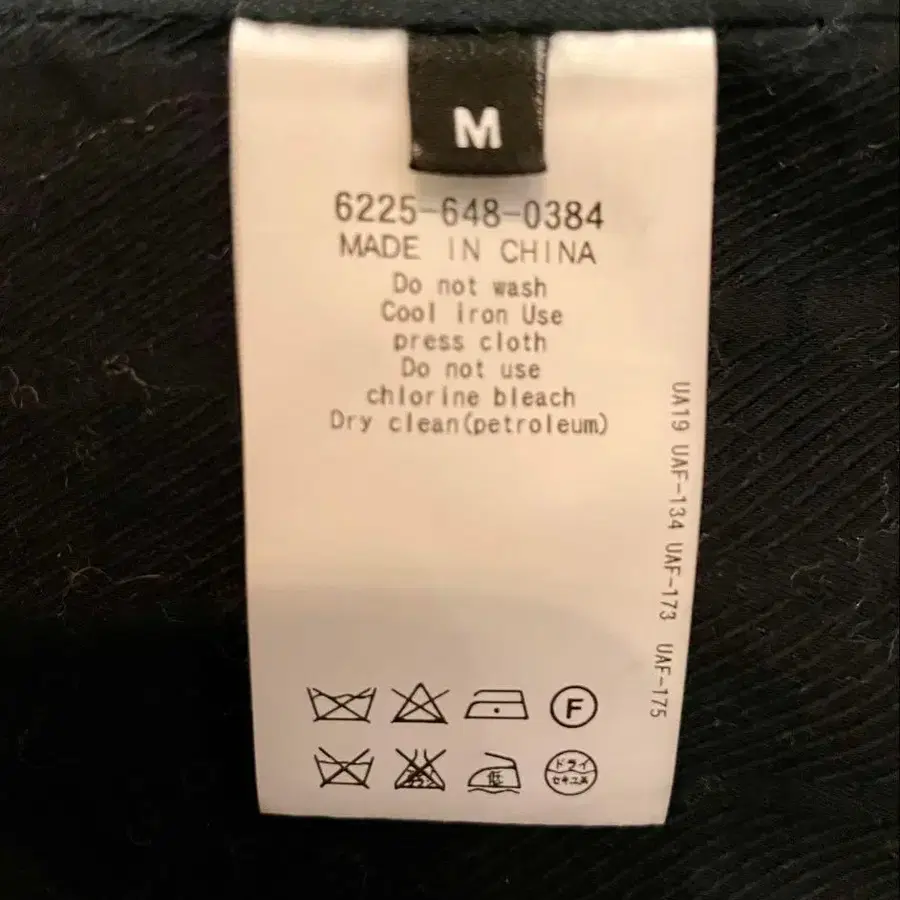 M
6225-648-0384
MADE IN CHINA
Do not wash
Cool iron Use
press cloth
Do not use
chlorine bleach
Dry clean(petroleum)
UA19 UAF-134 UAF-173 UAF-175
F
低
ドライ
セキユ系